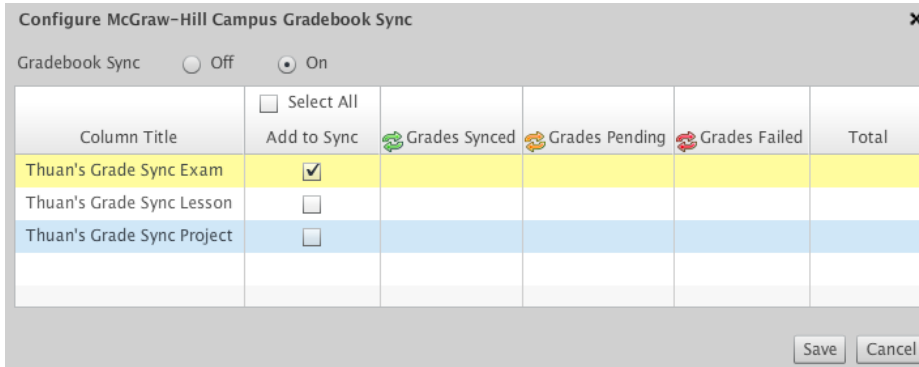 Configure McGraw-Hill Campus Gradebook Sync
Gradebook Sync Off On
Select All
Column Title Add to Sync Grades Synced Grades Pending Grades Failed Total
Thuan's Grade Sync Exam
Thuan's Grade Sync Lesson
Thuan's Grade Sync Project
Save Cancel